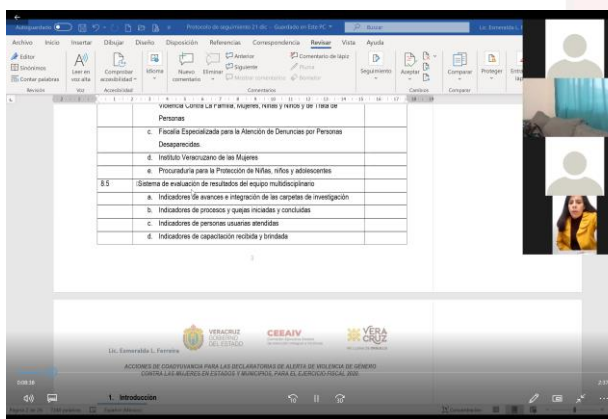 Autoguardado
Protocolo de seguimiento 21 dic - Guardado en Este PC
Buscar
Archivo Inicio Insertar Dibujar Diseño Disposición Referencias Correspondencia Revisar Vista Ayuda
Editor
Sinónimos
Contar palabras
Leer en voz alta
Comprobar accesibilidad
Idioma
Nuevo comentario
Eliminar
Anterior
Siguiente
Mostrar comentarios
Comentario de lápiz
Seguimiento
Aceptar
Comparar
Proteger
Revisión
Voz
Accesibilidad
Comentarios
Cambios
Comparar
Violencia Contra La Familia, Mujeres, Niñas y Niños y de Trata de
Personas
c. Fiscalía Especializada para la Atención de Denuncias por Personas
Desaparecidas.
d. Instituto Veracruzano de las Mujeres
e. Procuraduría para la Protección de Niñas, niños y adolescentes
8.5 Sistema de evaluación de resultados del equipo multidisciplinario
a. Indicadores de avances e integración de las carpetas de investigación
b. Indicadores de procesos y quejas iniciadas y concluidas
c. Indicadores de personas usuarias atendidas
d. Indicadores de capacitación recibida y brindada
VERACRUZ
GOBIERNO
DEL ESTADO
CEEAIV
VERA
CRUZ
Lic. Esmeralda L. Ferreira
ACCIONES DE COADYUVANCIA PARA LAS DECLARATORIAS DE ALERTA DE VIOLENCIA DE GÉNERO
CONTRA LAS MUJERES EN ESTADOS Y MUNICIPIOS, PARA EL EJERCICIO FISCAL 2020.
1. Introducción